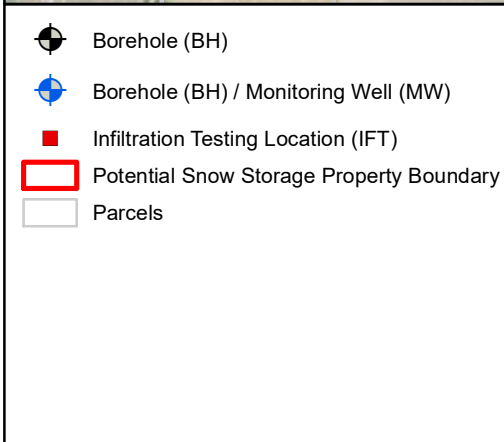 Borehole (BH)
Borehole (BH) / Monitoring Well (MW)
Infiltration Testing Location (IFT)
Potential Snow Storage Property Boundary
Parcels